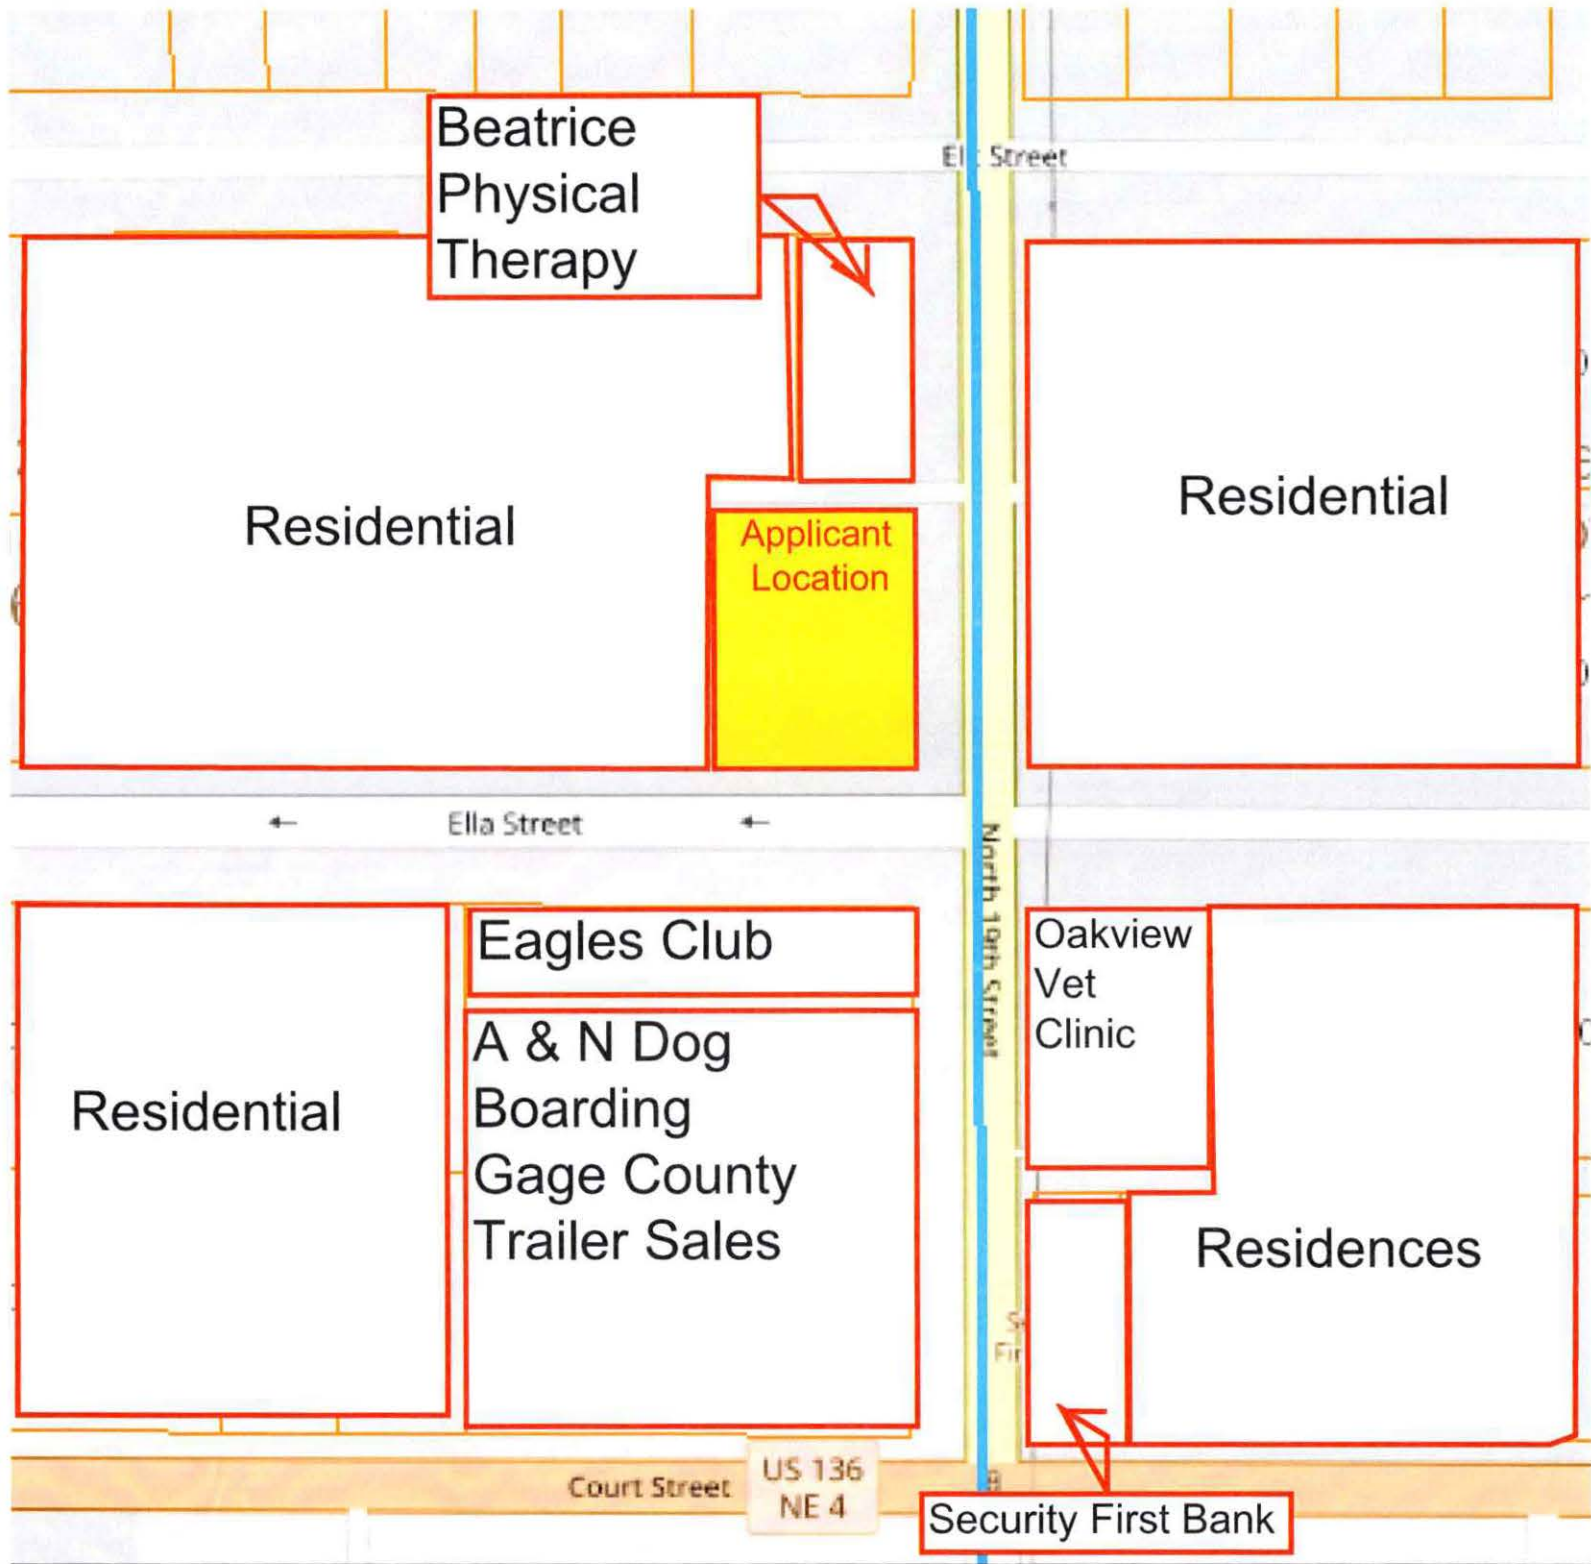 Beatrice
Physical
Therapy
Street
Residential
Residential
Applicant
Location
Ella Street
North 19th Street
Eagles Club
Oakview
Vet
Clinic
A & N Dog
Boarding
Gage County
Trailer Sales
Residential
Residences
Court Street
US 136
NE 4
Security First Bank